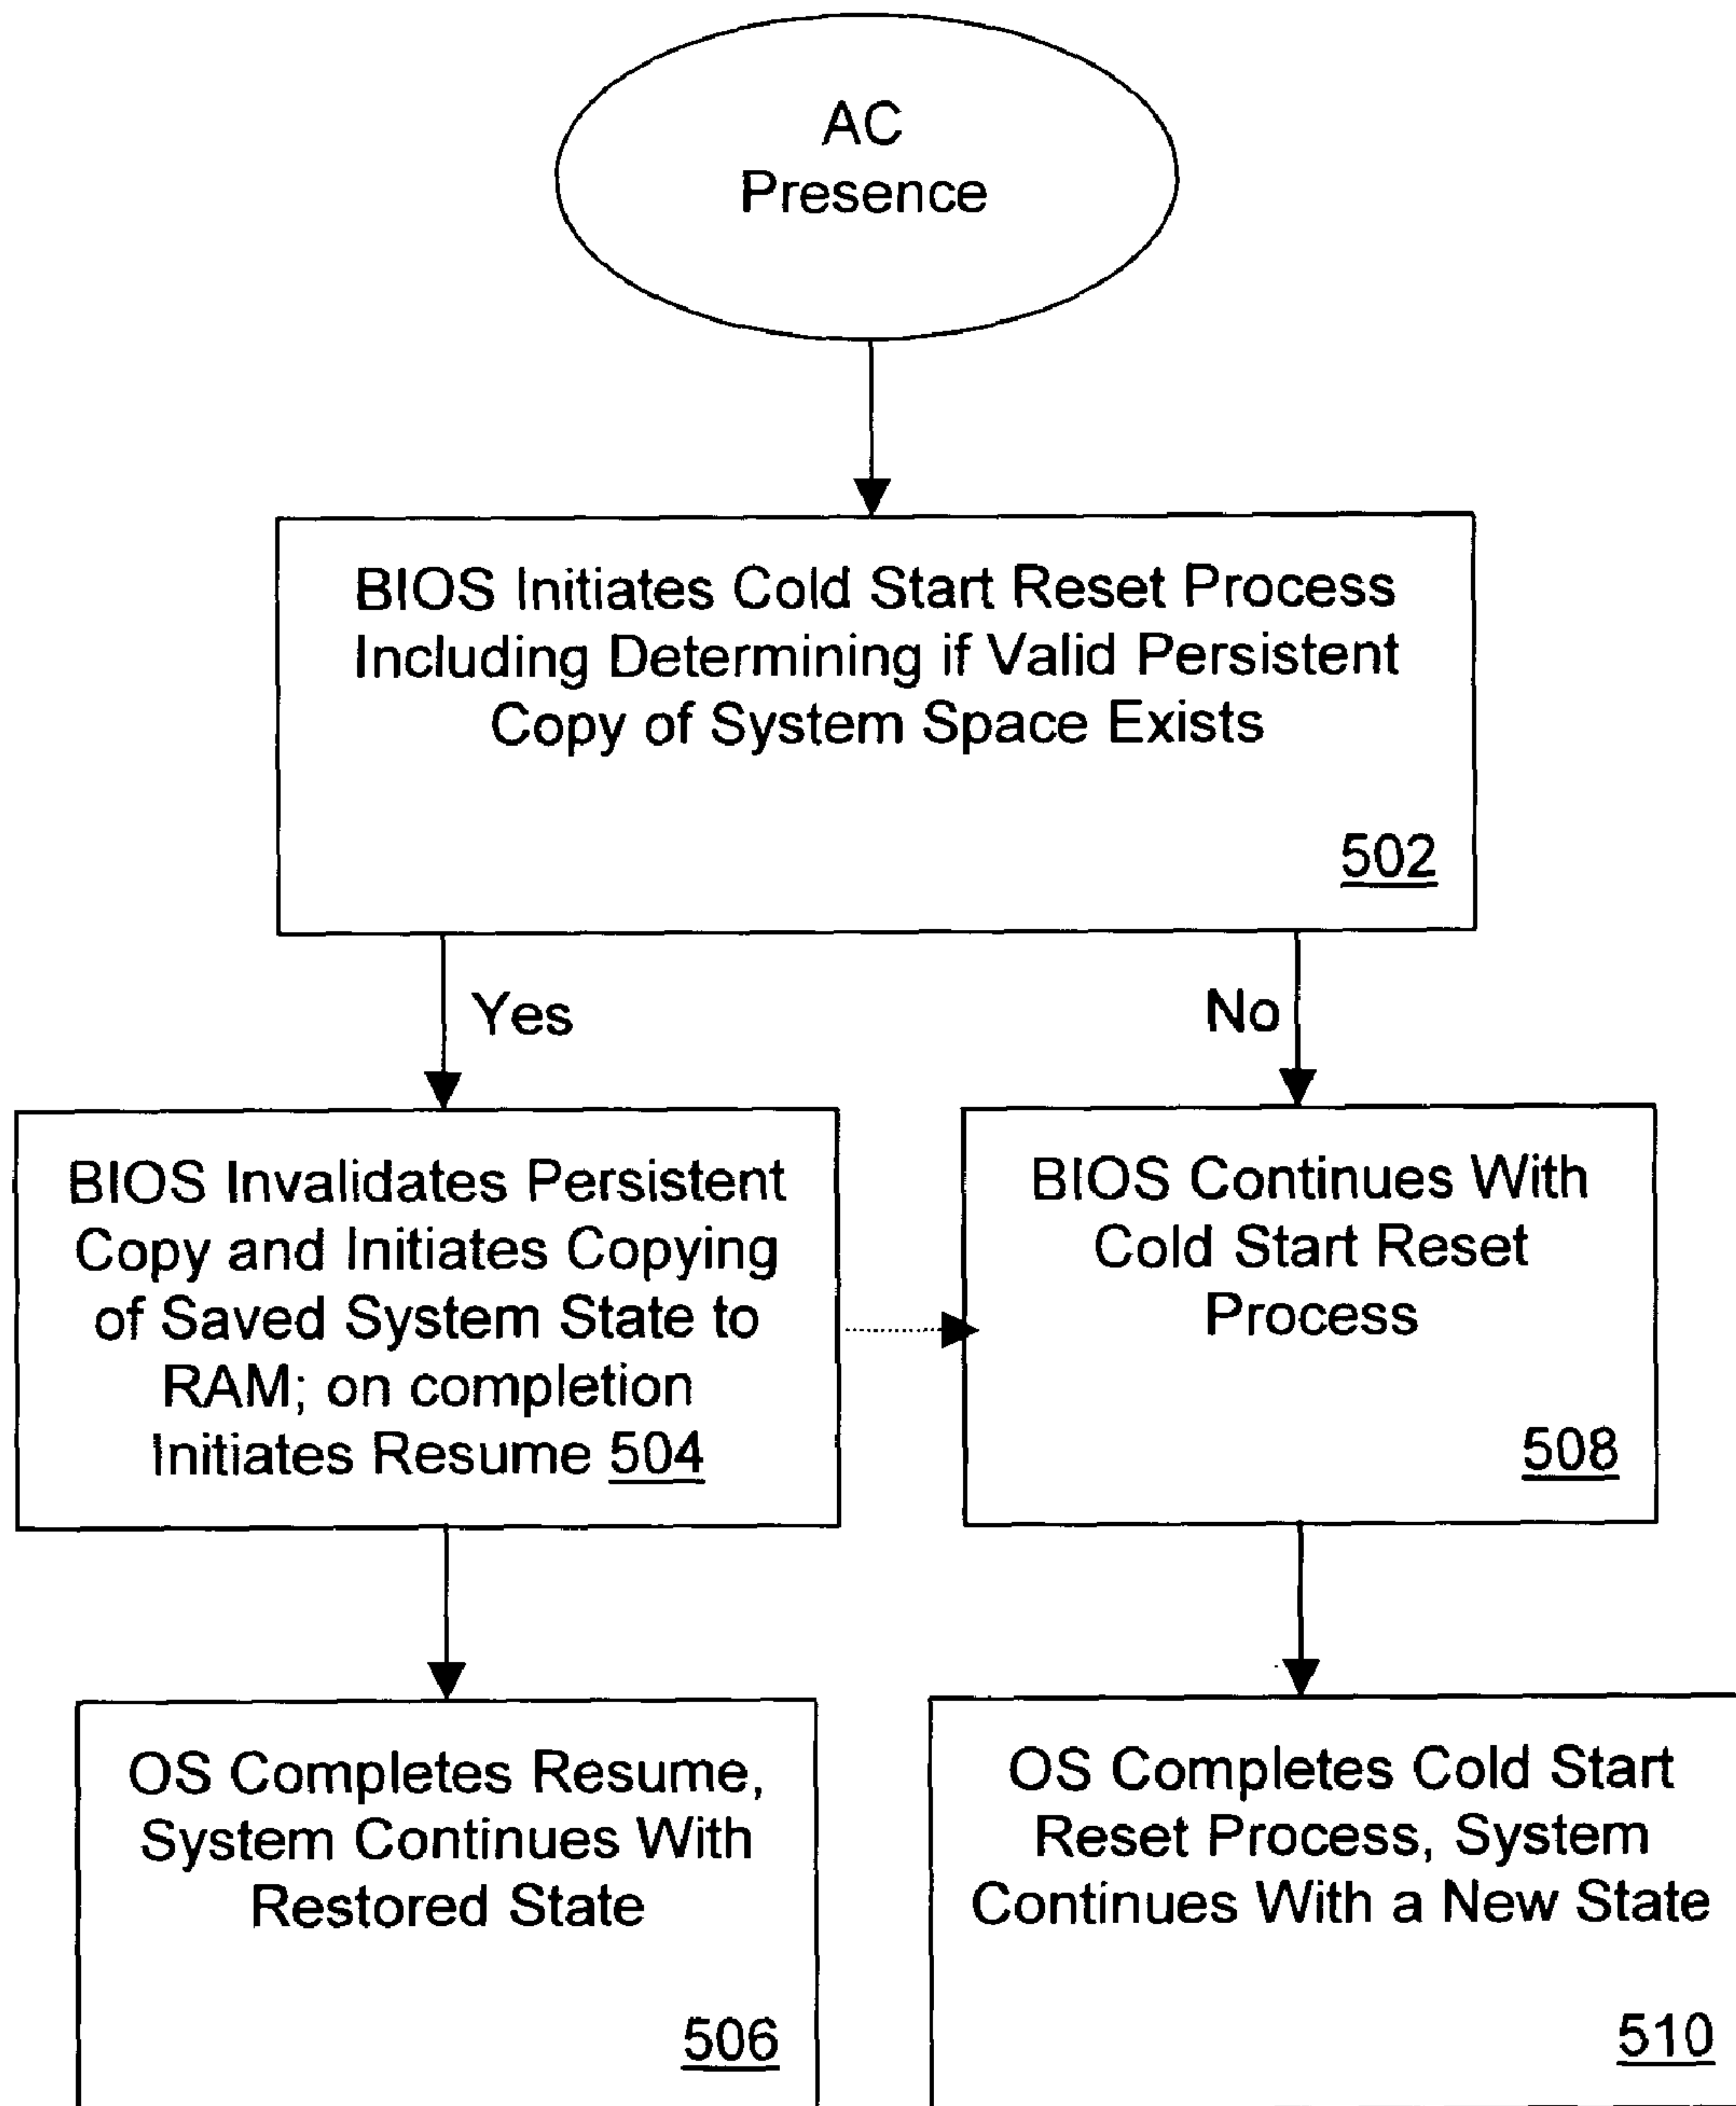 AC
Presence
BIOS Initiates Cold Start Reset Process
Including Determining if Valid Persistent
Copy of System Space Exists
502
Yes
No
BIOS Invalidates Persistent
Copy and Initiates Copying
of Saved System State to
RAM; on completion
Initiates Resume 504
BIOS Continues With
Cold Start Reset
Process
508
OS Completes Resume,
System Continues With
Restored State
506
OS Completes Cold Start
Reset Process, System
Continues With a New State
510